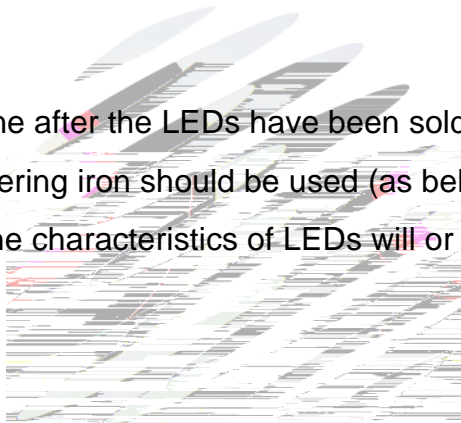 ne after the LEDs have been sold
ering iron should be used (as bel
ne characteristics of LEDs will or